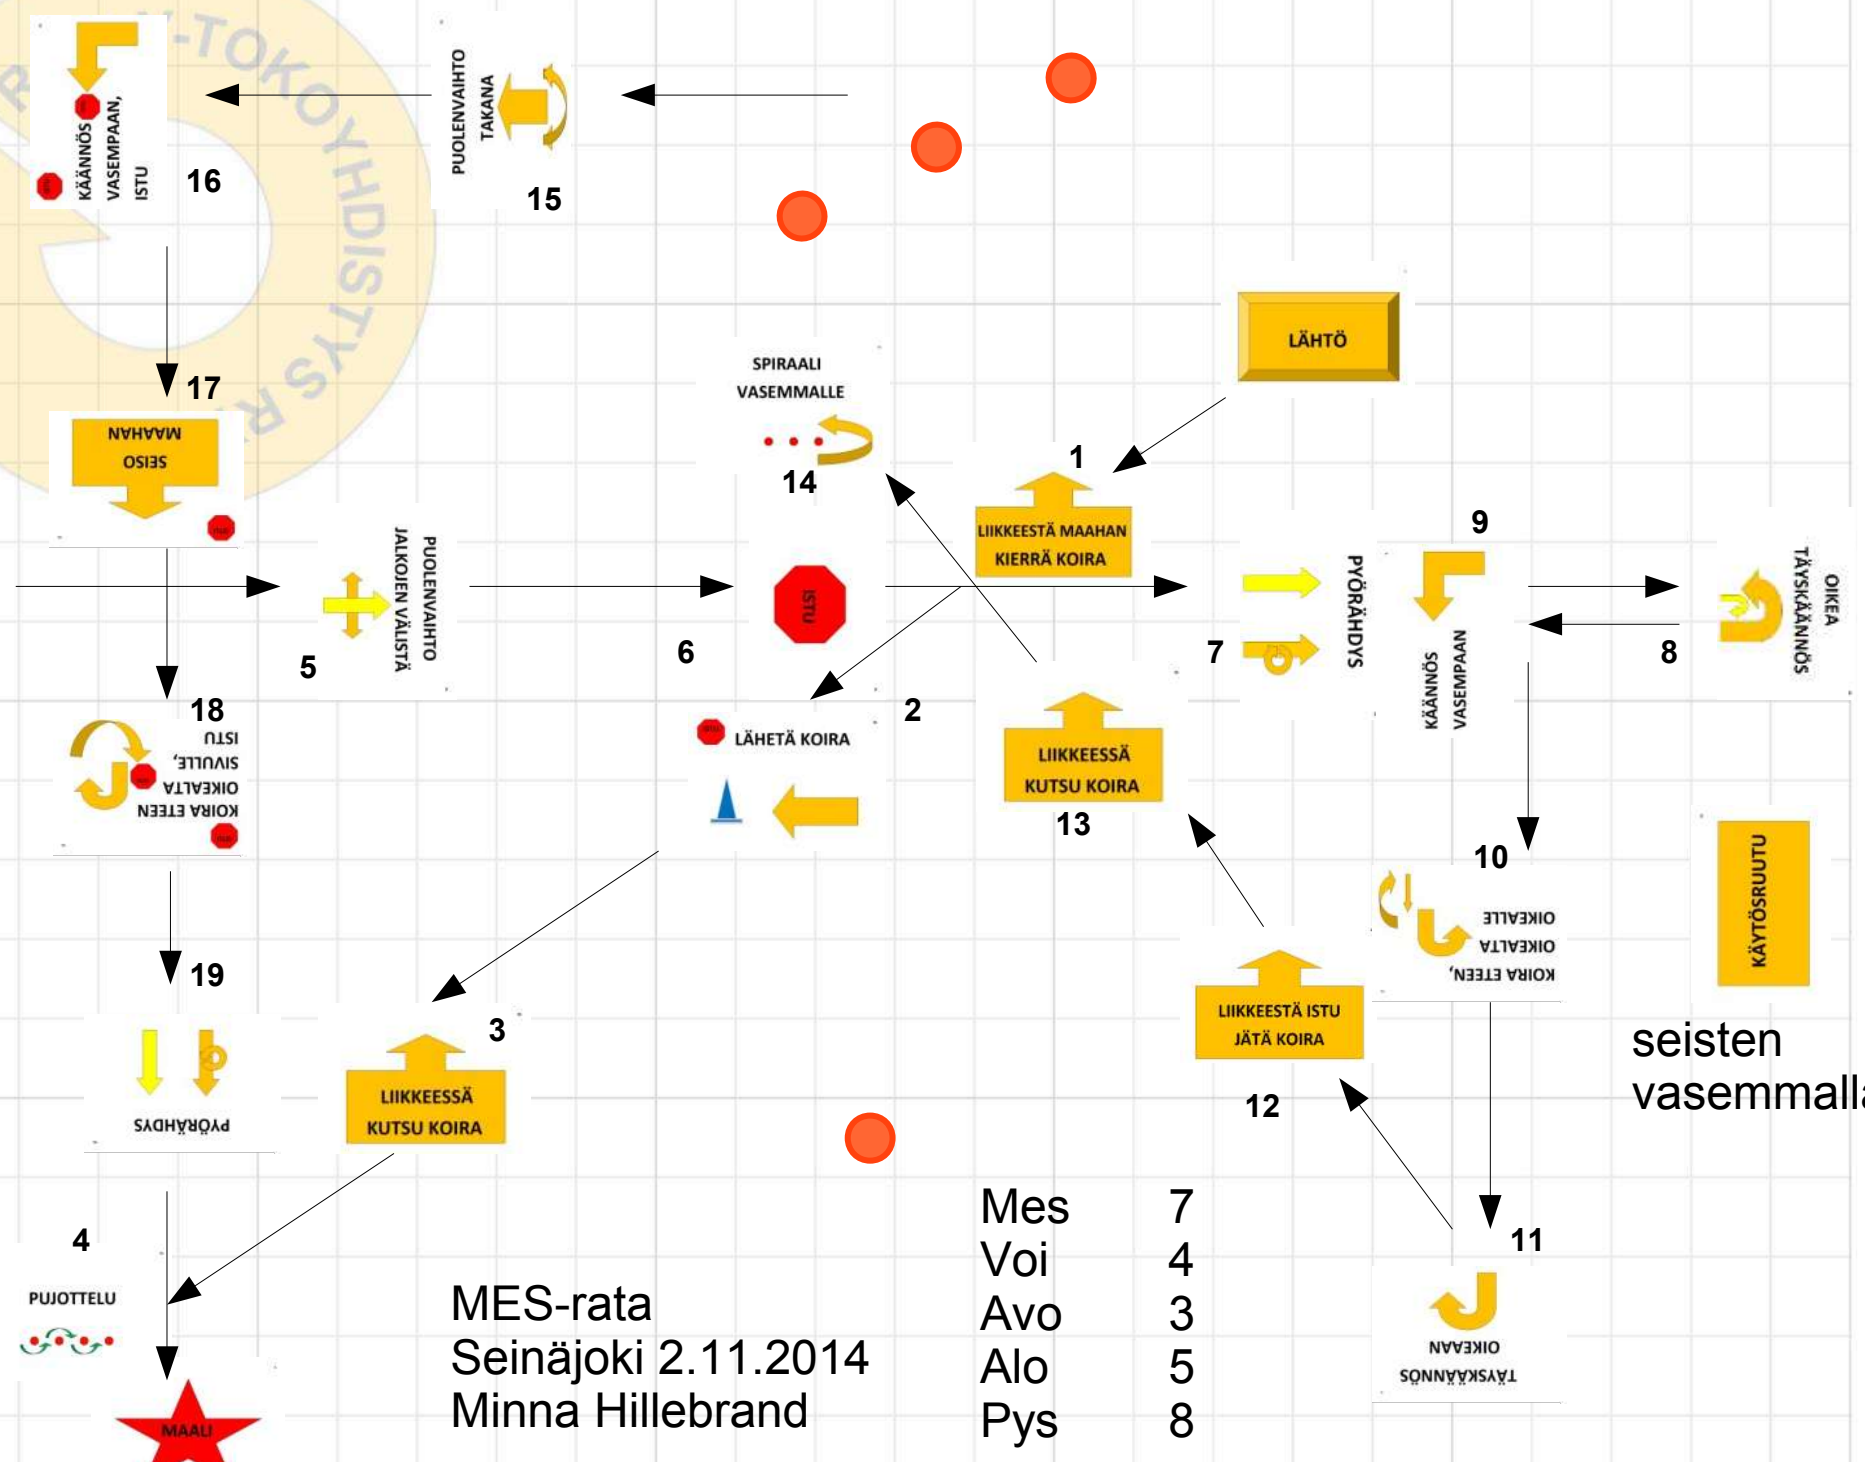 Y-TOKOYHDISTYS R
KÄÄNNÖS
VASEMPAAN,
ISTU
16
PUOLENVAIHTO
TAKANA
15
LÄHTÖ
17
MAAHAN
SEISO
SPIRAALI
VASEMMALLE
14
1
LIIKKEESTÄ MAAHAN
KIERRÄ KOIRA
5
PUOLENVAIHTO
JALKOJEN VÄLISTÄ
6
ISTU
7
PYÖRÄHDYS
9
KÄÄNNÖS
VASEMPAAN
8
OIKEA
TÄYSKÄÄNNÖS
18
KOIRA ETEEN
OIKEALTA
SIVULLE,
ISTU
2
LÄHETÄ KOIRA
LIIKKEESSÄ
KUTSU KOIRA
13
10
KOIRA ETEEN,
OIKEALTA
OIKEALLE
KÄYTÖSRUUTU
seisten
vasemmalla
19
PYÖRÄHDYS
3
LIIKKEESSÄ
KUTSU KOIRA
LIIKKEESTÄ ISTU
JÄTÄ KOIRA
12
4
PUJOTTELU
MAALI
11
TÄYSKÄÄNNÖS
OIKEAAN
MES-rata
Seinäjoki 2.11.2014
Minna Hillebrand
Mes 7
Voi 4
Avo 3
Alo 5
Pys 8